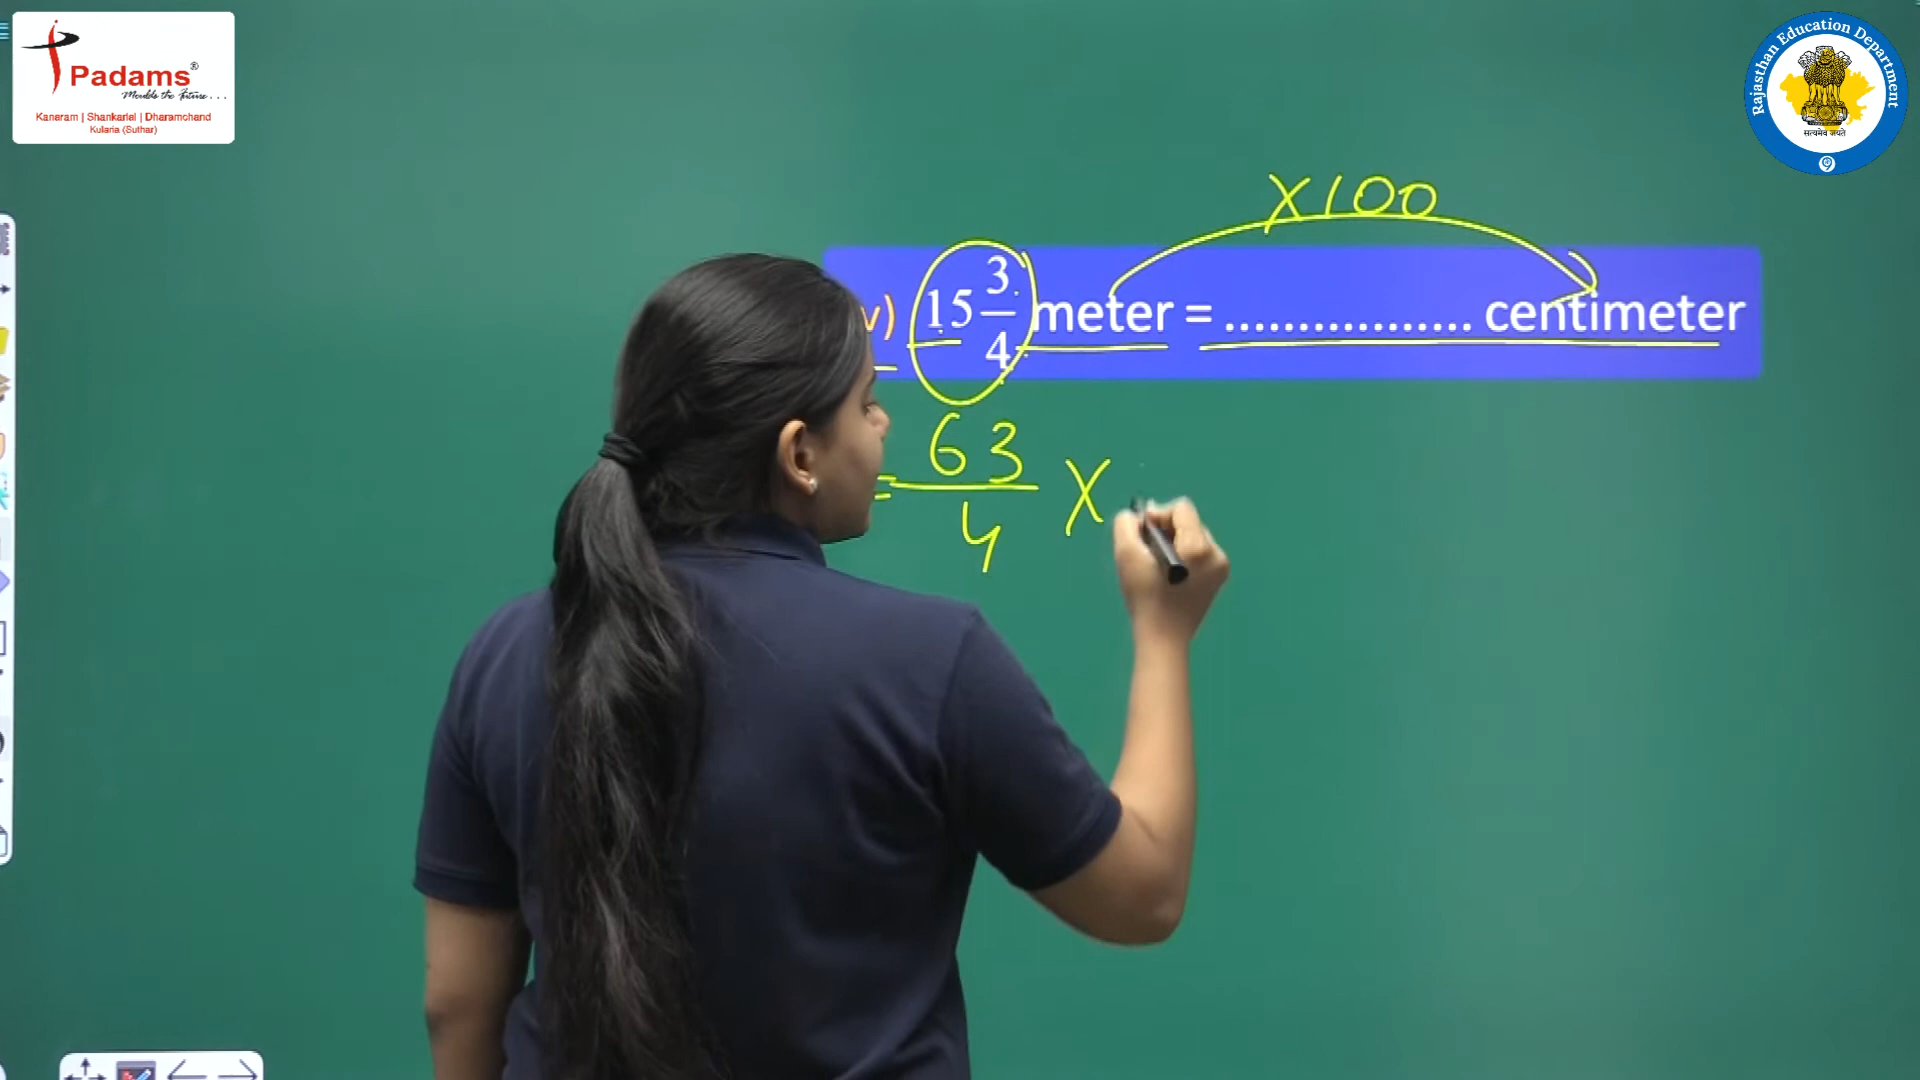 Padams®
Moulds the Future...
Kanaram | Shankarlal | Dharamchand
Kularia (Suthar)
Rajasthan Education Department
सत्यमेव जयते
X100
v) 15 3/4 meter = ................. centimeter
= 63/4 X